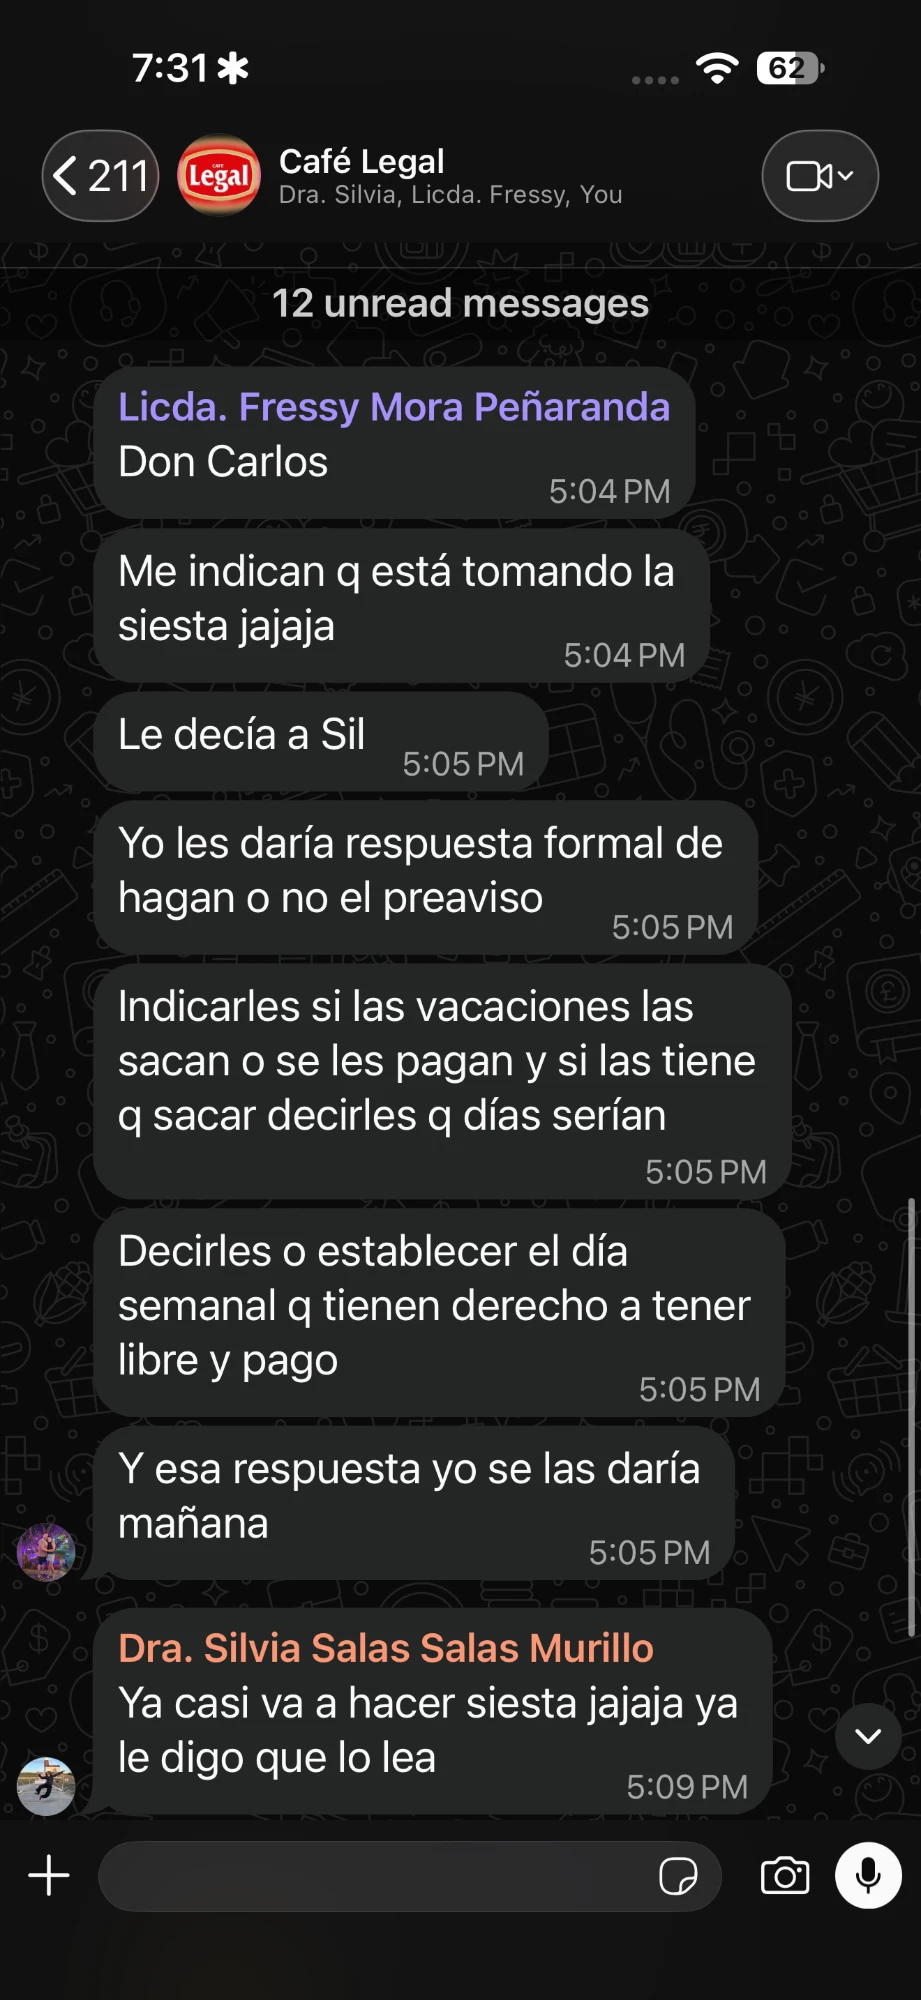 7:31
62
211
CAFÉ
Legal
Café Legal
Dra. Silvia, Licda. Fressy, You
12 unread messages
Licda. Fressy Mora Peñaranda
Don Carlos
5:04 PM
Me indican q está tomando la
siesta jajaja
5:04 PM
Le decía a Sil
5:05 PM
Yo les daría respuesta formal de
hagan o no el preaviso
5:05 PM
Indicarles si las vacaciones las
sacan o se les pagan y si las tiene
q sacar decirles q días serían
5:05 PM
Decirles o establecer el día
semanal q tienen derecho a tener
libre y pago
5:05 PM
Y esa respuesta yo se las daría
mañana
5:05 PM
Dra. Silvia Salas Salas Murillo
Ya casi va a hacer siesta jajaja ya
le digo que lo lea
5:09 PM